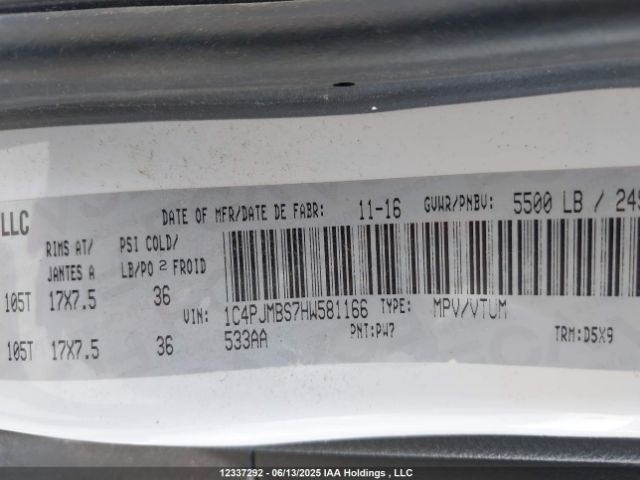 LLC
DATE OF MFR/DATE DE FABR: 11-16 GVWR/PNBV: 5500 LB / 249
RIMS AT/ PSI COLD/
JANTES A LB/PO 2 FROID
105T 17X7.5 36
VIN: 1C4PJMBS7HW581166 TYPE: MPV/VTUM
105T 17X7.5 36 533AA PNT:PW7 TRM:D5X9
12337292 - 06/13/2025 IAA Holdings , LLC